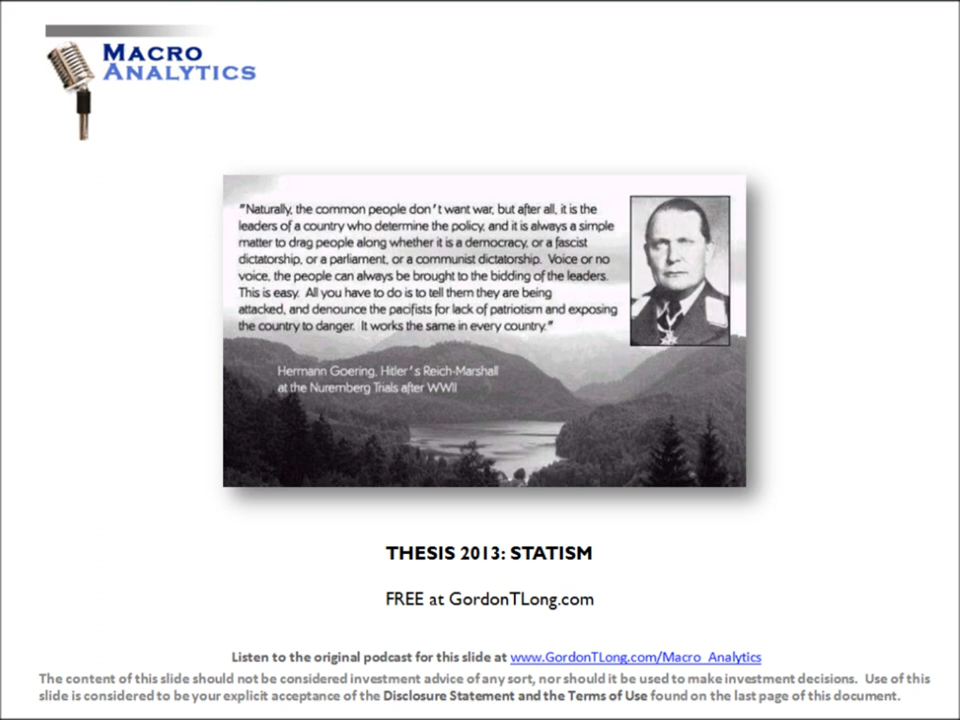 MACRO
ANALYTICS
"Naturally, the common people don't want war, but after all, it is the
leaders of a country who determine the policy, and it is always a simple
matter to drag people along whether it is a democracy, or a fascist
dictatorship, or a parliament, or a communist dictatorship. Voice or no
voice, the people can always be brought to the bidding of the leaders.
This is easy. All you have to do is to tell them they are being
attacked, and denounce the pacifists for lack of patriotism and exposing
the country to danger. It works the same in every country."
Hermann Goering, Hitler's Reich-Marshall
at the Nuremberg Trials after WWII
THESIS 2013: STATISM
FREE at GordonTLong.com
Listen to the original podcast for this slide at www.GordonTLong.com/Macro_Analytics
The content of this slide should not be considered investment advice of any sort, nor should it be used to make investment decisions. Use of this
slide is considered to be your explicit acceptance of the Disclosure Statement and the Terms of Use found on the last page of this document.